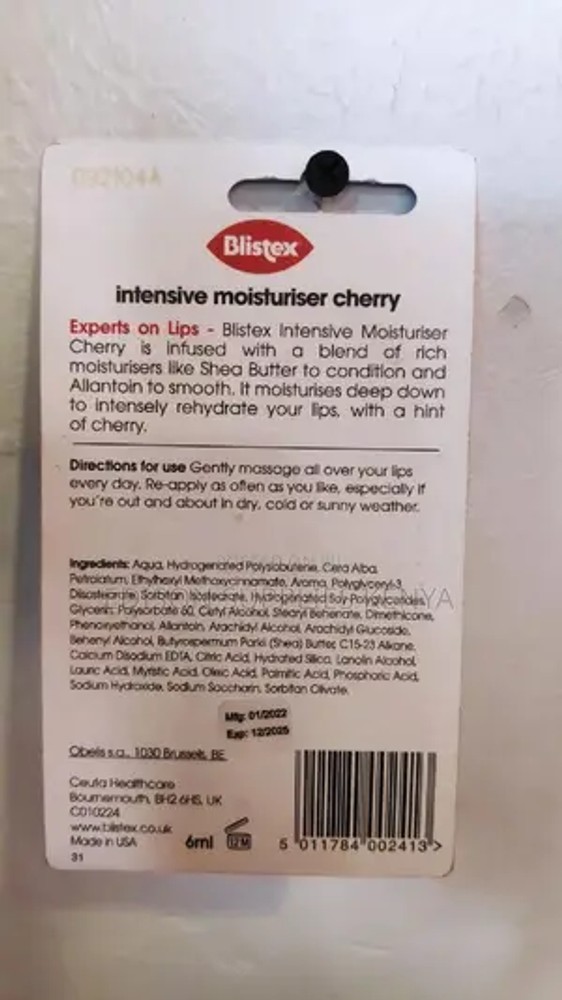 092104A
Blistex
intensive moisturiser cherry
Experts on Lips - Blistex Intensive Moisturiser
Cherry is infused with a blend of rich
moisturisers like Shea Butter to condition and
Allantoin to smooth. It moisturises deep down
to intensely rehydrate your lips, with a hint
of cherry.
Directions for use Gently massage all over your lips
every day. Re-apply as often as you like, especially if
you're out and about in dry, cold or sunny weather.
Ingredients: Aqua, Hydrogenated Polyisobutene, Cera Alba,
Petrolatum, Ethylhexyl Methoxycinnamate, Aroma, Polyglyceryl-3
Diisostearate, Sorbitan Isostearate, Hydrogenated Soy Polyglycerides,
Glycerin, Polysorbate 60, Cetyl Alcohol, Stearyl Behenate, Dimethicone,
Phenoxyethanol, Allantoin, Arachidyl Alcohol, Arachidyl Glucoside,
Behenyl Alcohol, Butyrospermum Parkii (Shea) Butter, C15-23 Alkane,
Calcium Disodium EDTA, Citric Acid, Hydrated Silica, Lanolin Alcohol,
Lauric Acid, Myristic Acid, Oleic Acid, Palmitic Acid, Phosphoric Acid,
Sodium Hydroxide, Sodium Saccharin, Sorbitan Olivate.
Mfg: 01/2022
Exp: 12/2025
Obelis s.a., 1030 Brussels, BE
Ceuta Healthcare
Bournemouth, BH2 6HS, UK
C010224
www.blistex.co.uk
Made in USA
31
6ml
12M
5 011784 002413 >